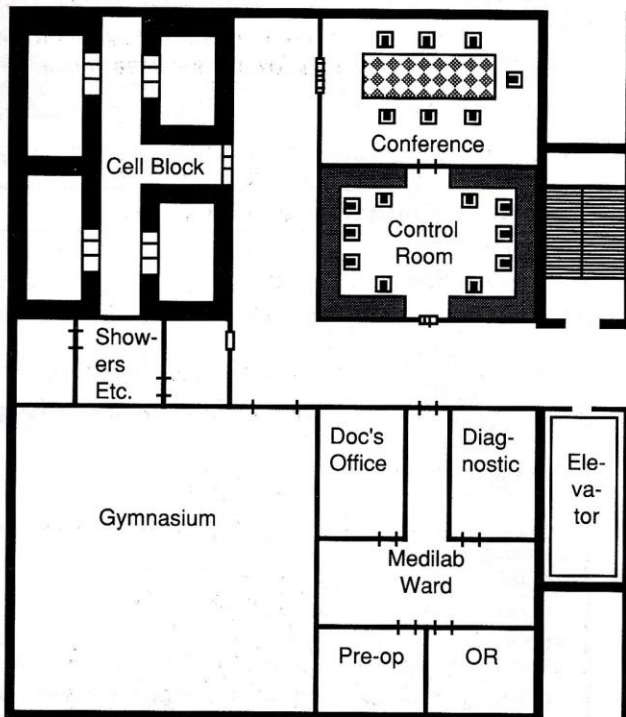 Conference
Cell Block
Control
Room
Show-
ers
Etc.
Doc's
Office
Diag-
nostic
Ele-
va-
tor
Gymnasium
Medilab
Ward
Pre-op
OR